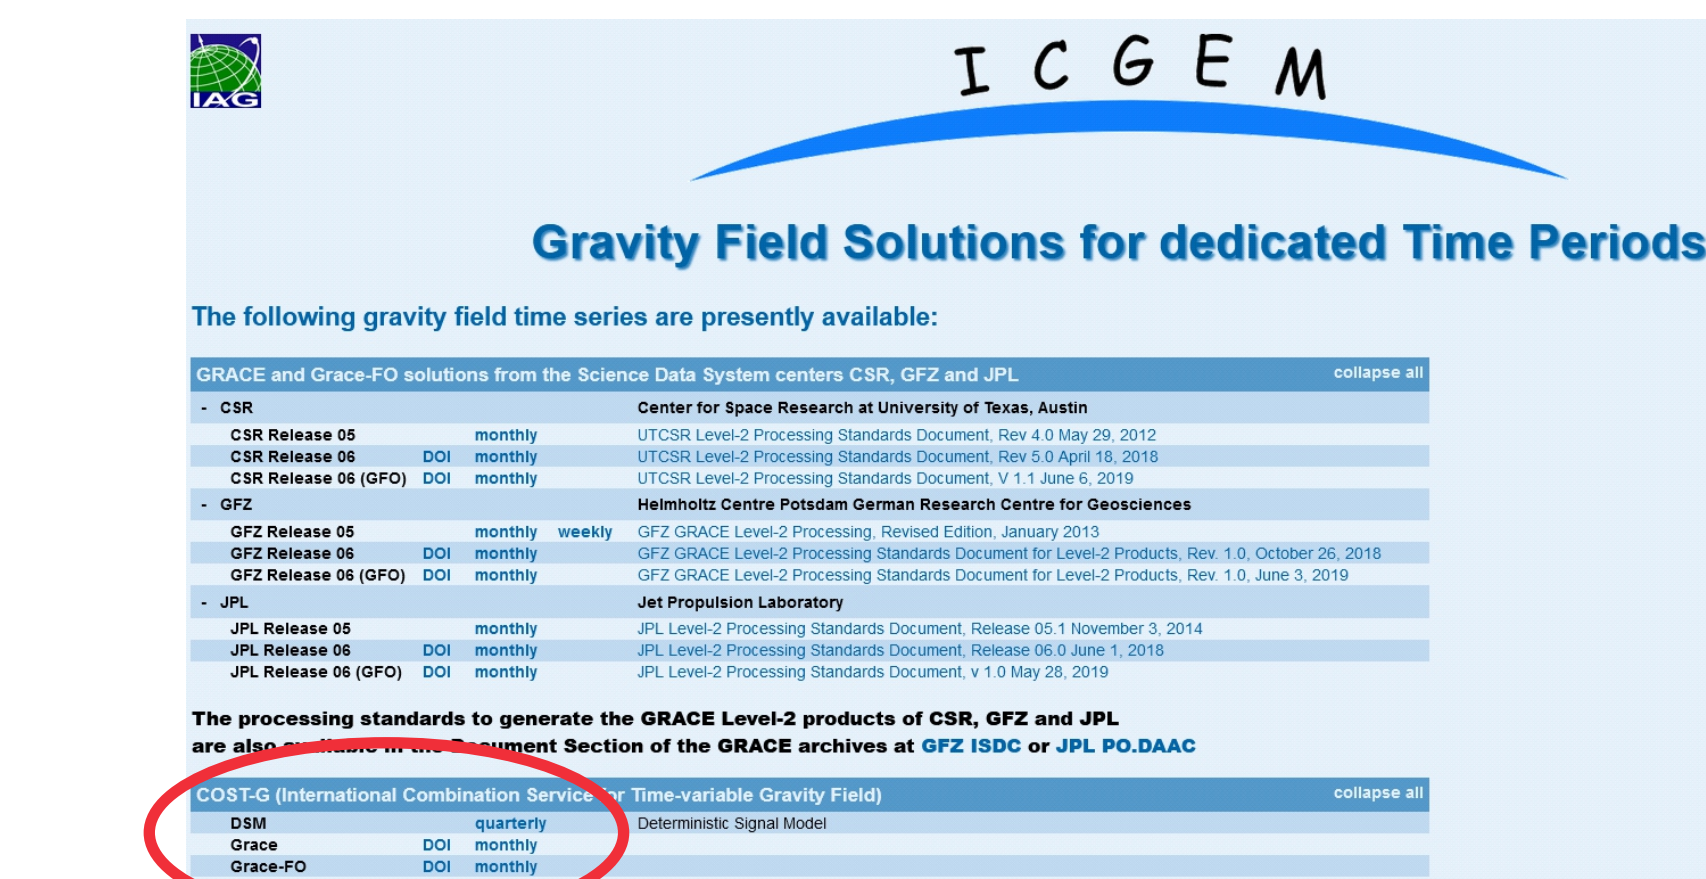 IAG
I C G E M
Gravity Field Solutions for dedicated Time Periods
The following gravity field time series are presently available:
GRACE and Grace-FO solutions from the Science Data System centers CSR, GFZ and JPL collapse all
- CSR Center for Space Research at University of Texas, Austin
CSR Release 05 monthly UTCSR Level-2 Processing Standards Document, Rev 4.0 May 29, 2012
CSR Release 06 DOI monthly UTCSR Level-2 Processing Standards Document, Rev 5.0 April 18, 2018
CSR Release 06 (GFO) DOI monthly UTCSR Level-2 Processing Standards Document, V 1.1 June 6, 2019
- GFZ Helmholtz Centre Potsdam German Research Centre for Geosciences
GFZ Release 05 monthly weekly GFZ GRACE Level-2 Processing, Revised Edition, January 2013
GFZ Release 06 DOI monthly GFZ GRACE Level-2 Processing Standards Document for Level-2 Products, Rev. 1.0, October 26, 2018
GFZ Release 06 (GFO) DOI monthly GFZ GRACE Level-2 Processing Standards Document for Level-2 Products, Rev. 1.0, June 3, 2019
- JPL Jet Propulsion Laboratory
JPL Release 05 monthly JPL Level-2 Processing Standards Document, Release 05.1 November 3, 2014
JPL Release 06 DOI monthly JPL Level-2 Processing Standards Document, Release 06.0 June 1, 2018
JPL Release 06 (GFO) DOI monthly JPL Level-2 Processing Standards Document, v 1.0 May 28, 2019
The processing standards to generate the GRACE Level-2 products of CSR, GFZ and JPL
are also available in the Document Section of the GRACE archives at GFZ ISDC or JPL PO.DAAC
COST-G (International Combination Service for Time-variable Gravity Field) collapse all
DSM quarterly Deterministic Signal Model
Grace DOI monthly
Grace-FO DOI monthly